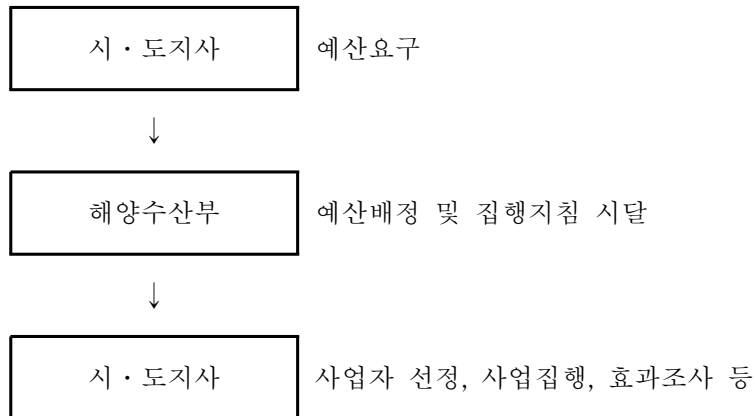 시·도지사 예산요구
↓
해양수산부 예산배정 및 집행지침 시달
↓
시·도지사 사업자 선정, 사업집행, 효과조사 등